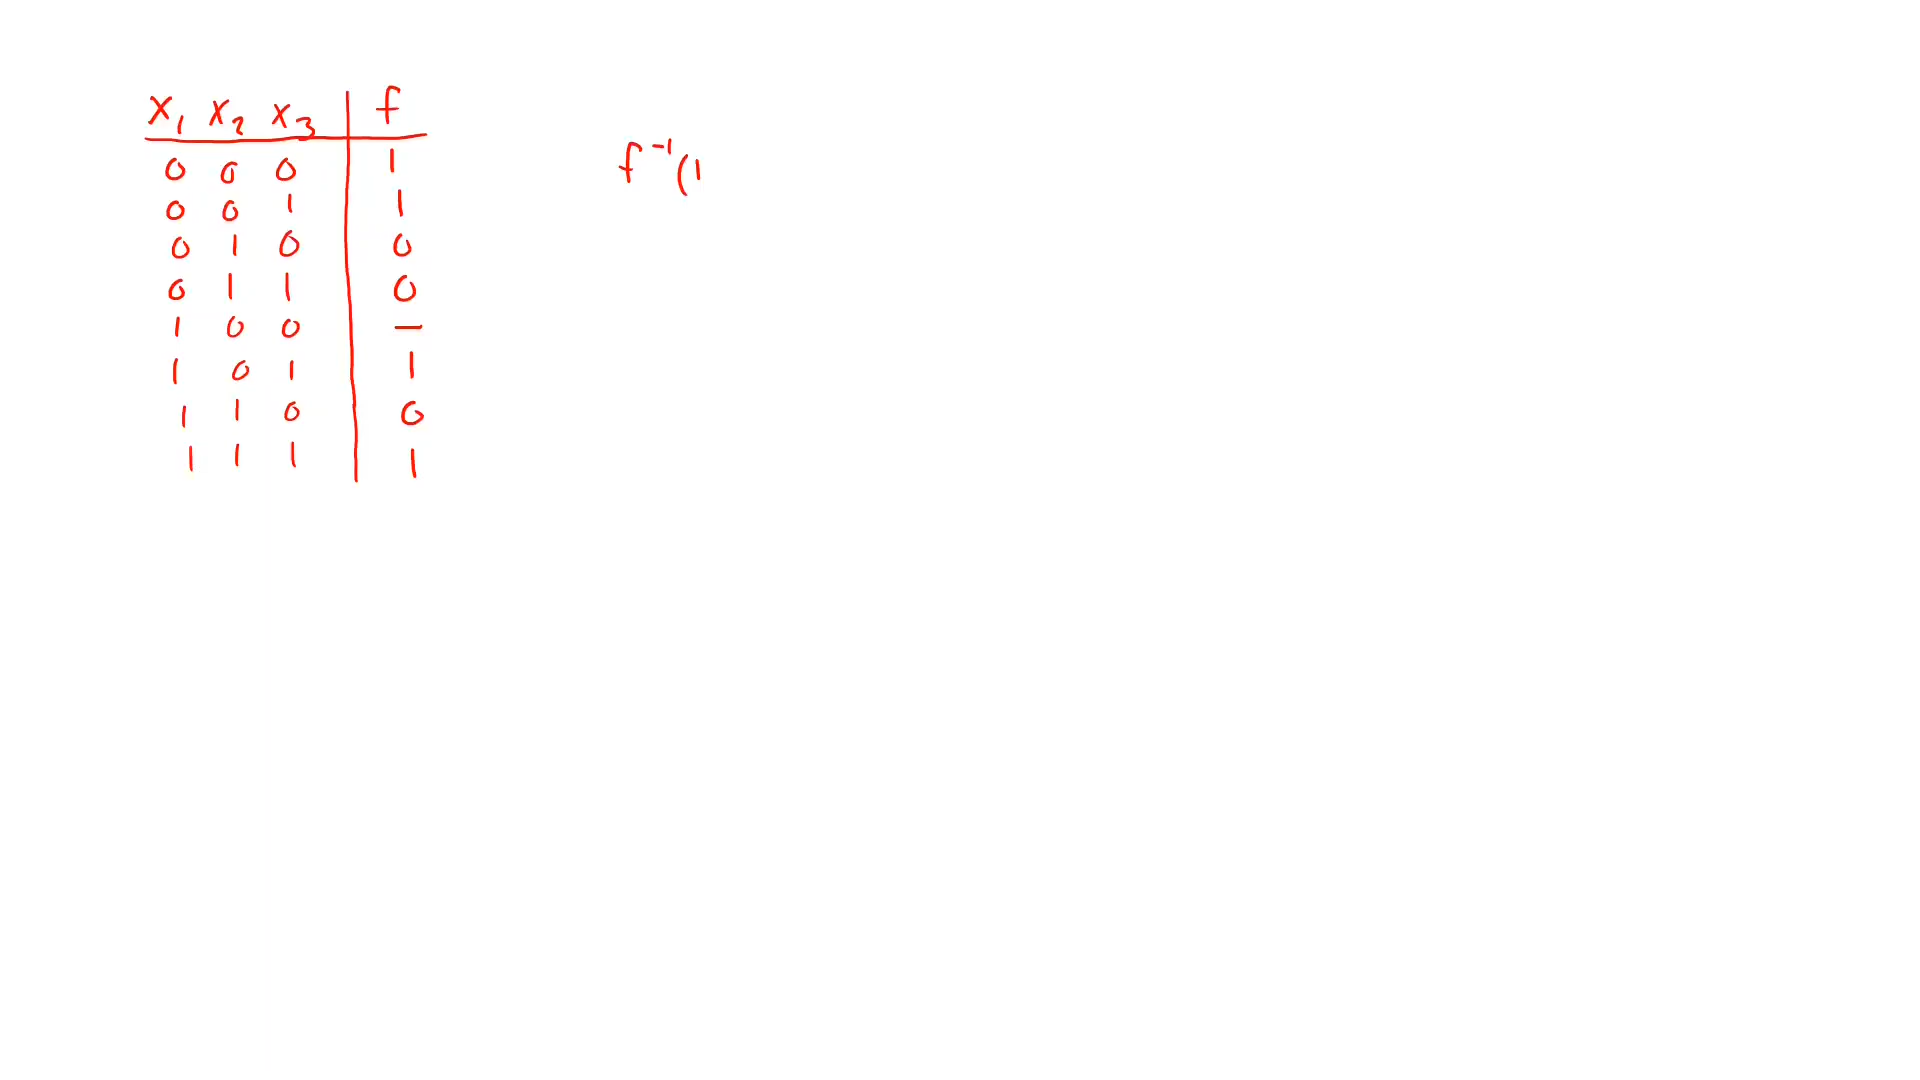 x₁ x₂ x₃ f
0 0 0 1
0 0 1 1
0 1 0 0
0 1 1 0
1 0 0 —
1 0 1 1
1 1 0 0
1 1 1 1
f⁻¹(1